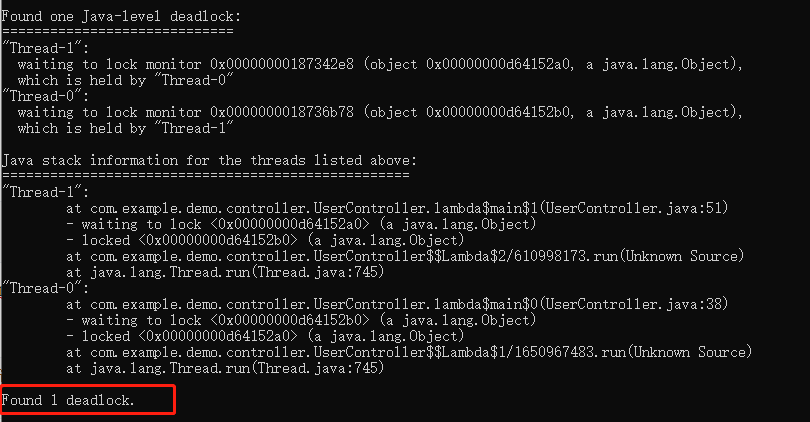 Found one Java-level deadlock:
=============================
"Thread-1":
  waiting to lock monitor 0x00000000187342e8 (object 0x00000000d64152a0, a java.lang.Object),
  which is held by "Thread-0"
"Thread-0":
  waiting to lock monitor 0x0000000018736b78 (object 0x00000000d64152b0, a java.lang.Object),
  which is held by "Thread-1"
Java stack information for the threads listed above:
===================================================
"Thread-1":
        at com.example.demo.controller.UserController.lambda$main$1(UserController.java:51)
        - waiting to lock <0x00000000d64152a0> (a java.lang.Object)
        - locked <0x00000000d64152b0> (a java.lang.Object)
        at com.example.demo.controller.UserController$$Lambda$2/610998173.run(Unknown Source)
        at java.lang.Thread.run(Thread.java:745)
"Thread-0":
        at com.example.demo.controller.UserController.lambda$main$0(UserController.java:38)
        - waiting to lock <0x00000000d64152b0> (a java.lang.Object)
        - locked <0x00000000d64152a0> (a java.lang.Object)
        at com.example.demo.controller.UserController$$Lambda$1/1650967483.run(Unknown Source)
        at java.lang.Thread.run(Thread.java:745)
Found 1 deadlock.